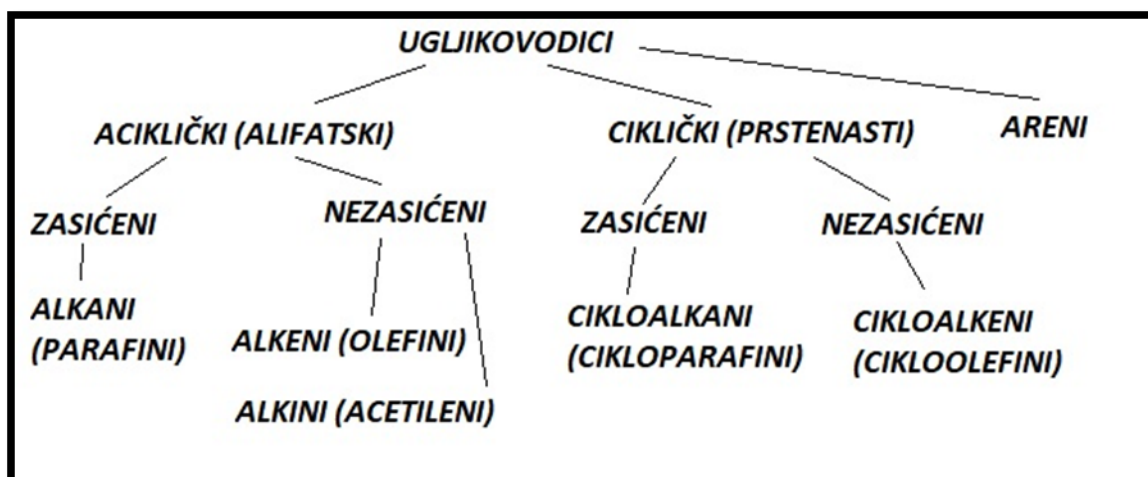 UGLJIKOVODICI
ACIKLIČKI (ALIFATSKI)
CIKLIČKI (PRSTENASTI)
ARENI
ZASIĆENI
NEZASIĆENI
ZASIĆENI
NEZASIĆENI
ALKANI
(PARAFINI)
ALKENI (OLEFINI)
ALKINI (ACETILENI)
CIKLOALKANI
(CIKLOPARAFINI)
CIKLOALKENI
(CIKLOOLEFINI)